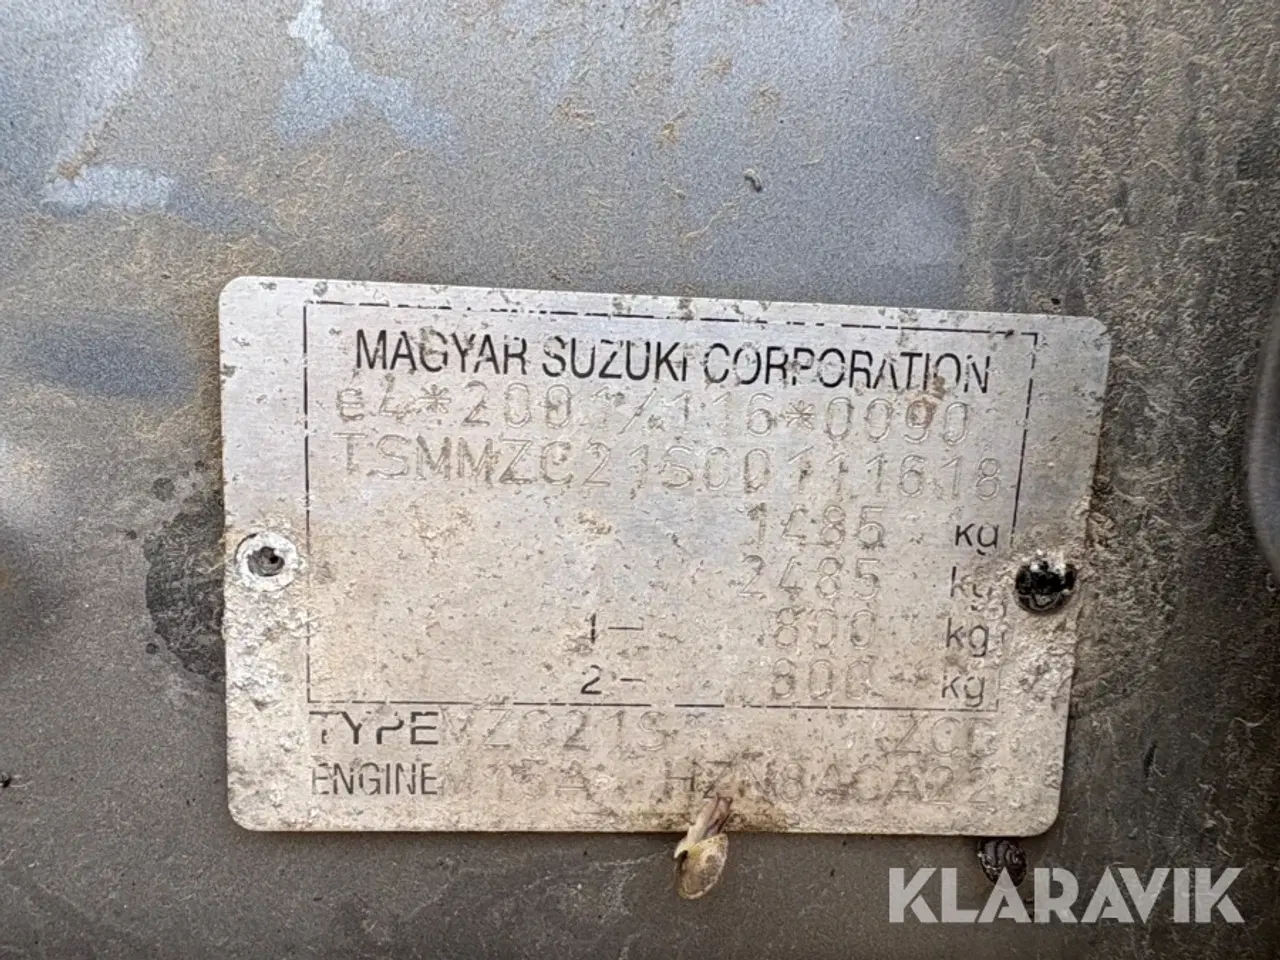 MAGYAR SUZUKI CORPORATION
e4*2001/116*0090
TSMMZC21S00111618
1485 kg
2485 kg
1- 800 kg
2- 800 kg
TYPE ZC21S
ENGINE M15A
KLARAVIK